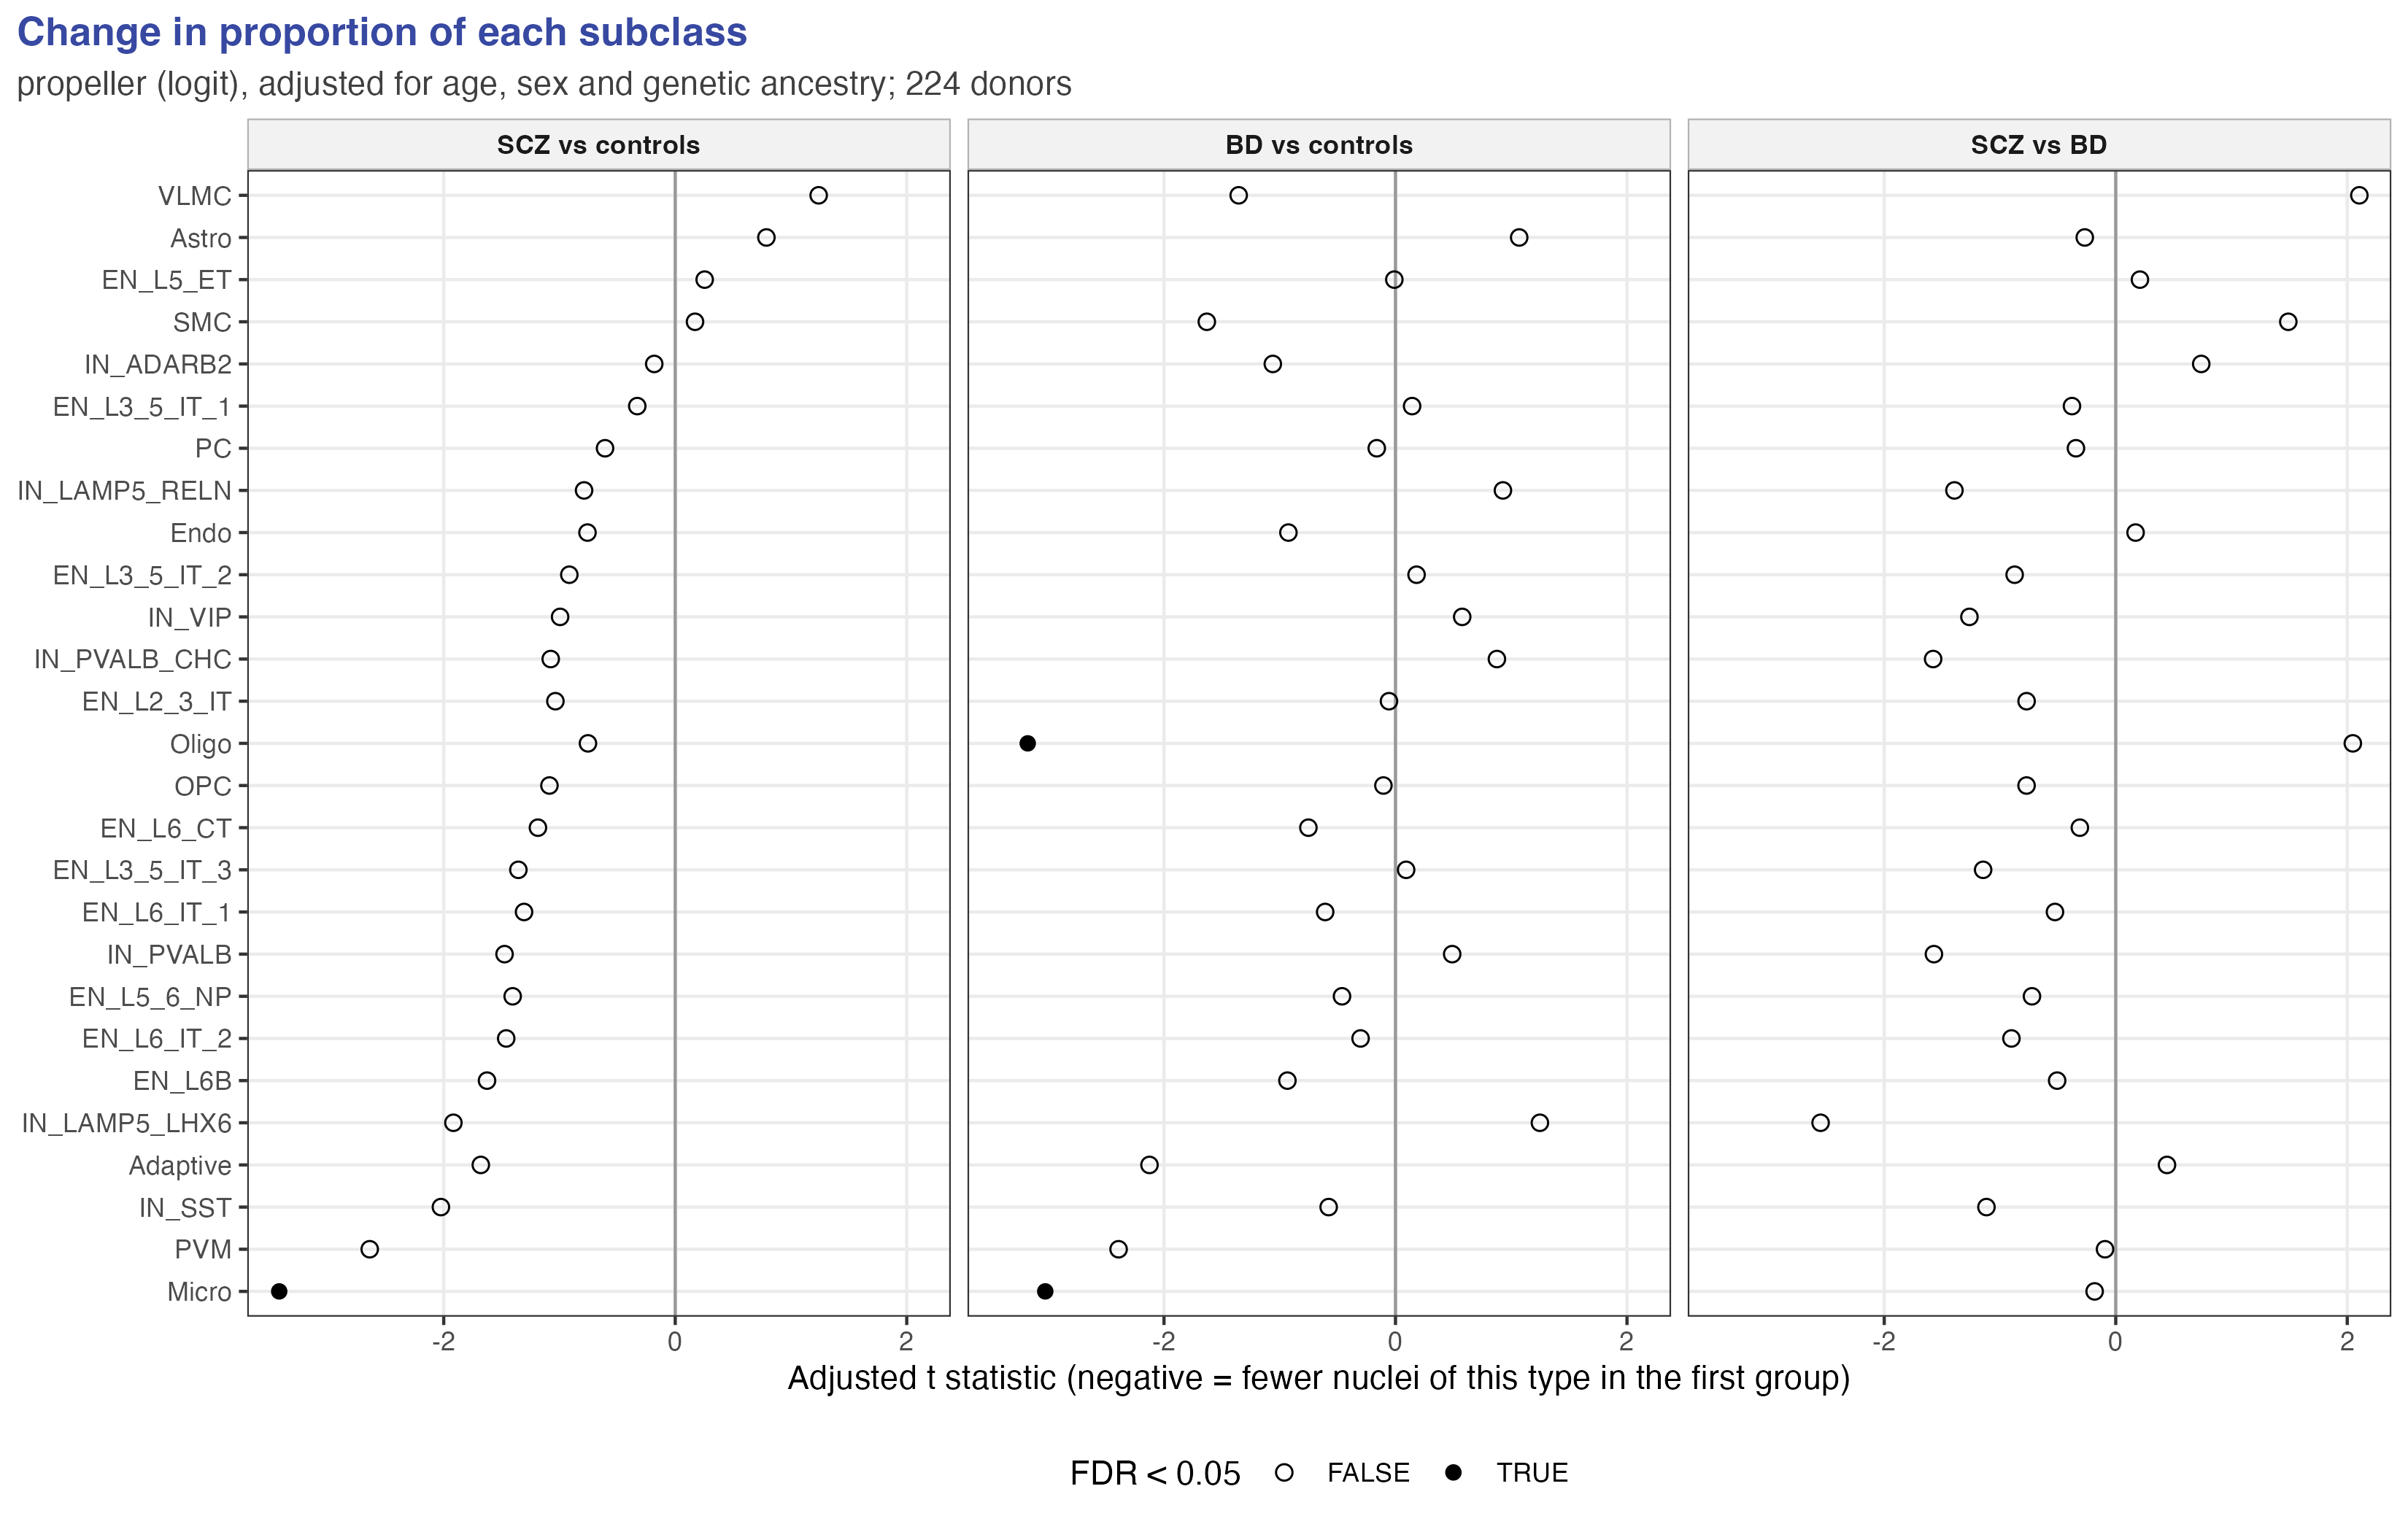 Change in proportion of each subclass
propeller (logit), adjusted for age, sex and genetic ancestry; 224 donors
SCZ vs controls
BD vs controls
SCZ vs BD
VLMC
Astro
EN_L5_ET
SMC
IN_ADARB2
EN_L3_5_IT_1
PC
IN_LAMP5_RELN
Endo
EN_L3_5_IT_2
IN_VIP
IN_PVALB_CHC
EN_L2_3_IT
Oligo
OPC
EN_L6_CT
EN_L3_5_IT_3
EN_L6_IT_1
IN_PVALB
EN_L5_6_NP
EN_L6_IT_2
EN_L6B
IN_LAMP5_LHX6
Adaptive
IN_SST
PVM
Micro
-2 0 2
-2 0 2
-2 0 2
Adjusted t statistic (negative = fewer nuclei of this type in the first group)
FDR < 0.05 FALSE TRUE